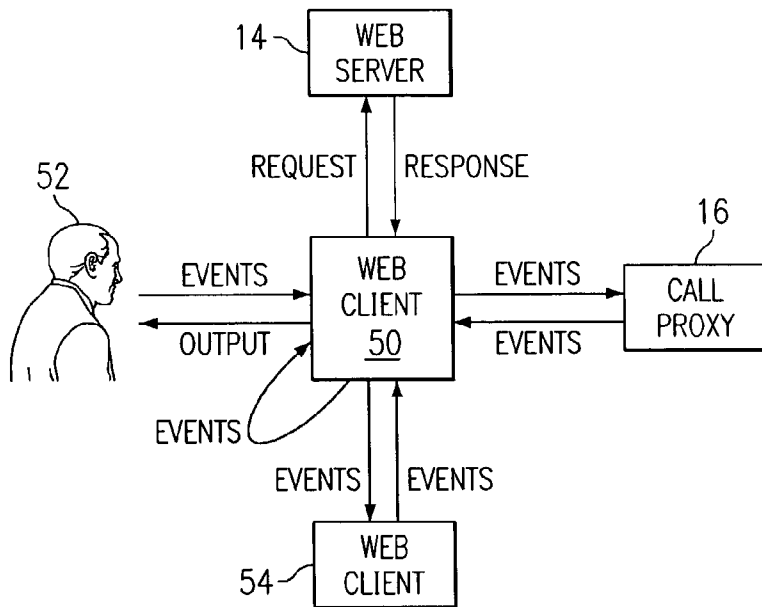 14
WEB
SERVER
REQUEST
RESPONSE
52
16
EVENTS
WEB
CLIENT
50
EVENTS
CALL
PROXY
OUTPUT
EVENTS
EVENTS
EVENTS
EVENTS
54
WEB
CLIENT